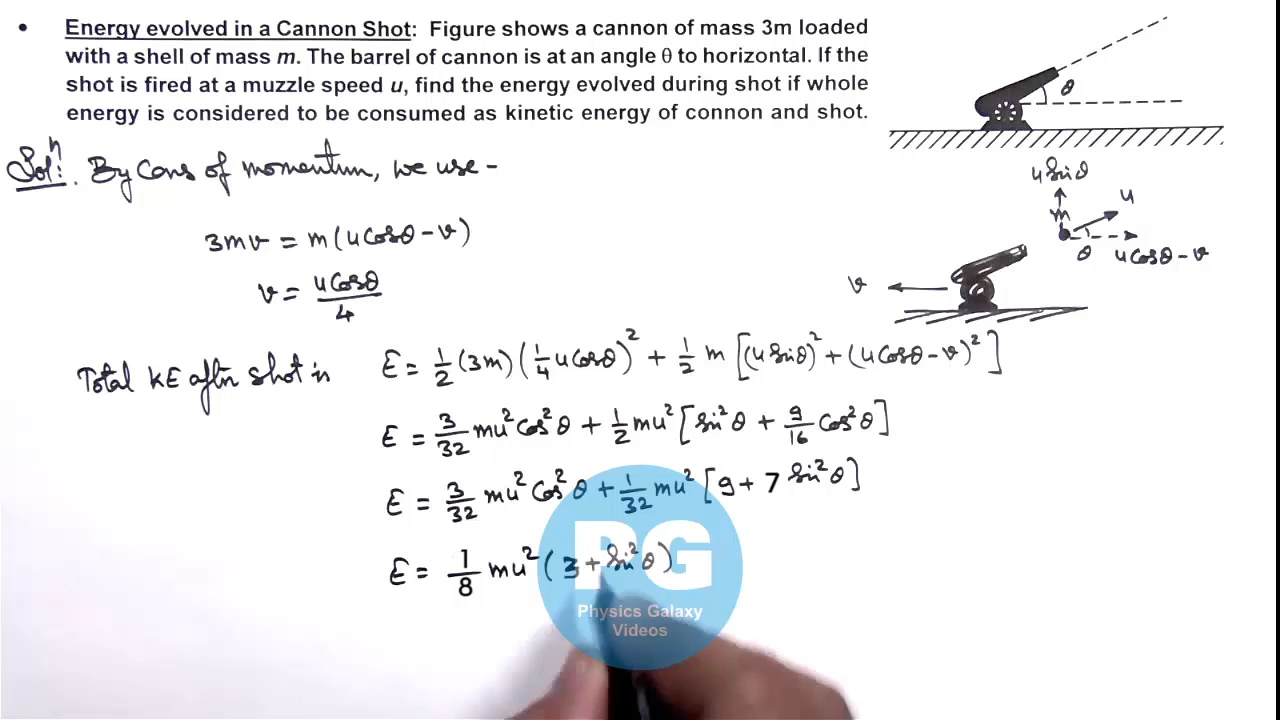 • Energy evolved in a Cannon Shot: Figure shows a cannon of mass 3m loaded
with a shell of mass m. The barrel of cannon is at an angle θ to horizontal. If the
shot is fired at a muzzle speed u, find the energy evolved during shot if whole
energy is considered to be consumed as kinetic energy of connon and shot.
θ
Solⁿ. By Cons of momentum, we use -
u Sinθ
u
m
θ
u Cosθ - v
v
3mv = m(u Cosθ - v)
v = u Cosθ / 4
Total KE after shot is E = 1/2 (3m) (1/4 u Cosθ)² + 1/2 m [(u Sinθ)² + (u Cosθ - v)²]
E = 3/32 mu² Cos²θ + 1/2 mu² [Sin²θ + 9/16 Cos²θ]
E = 3/32 mu² Cos²θ + 1/32 mu² [9 + 7 Sin²θ]
E = 1/8 mu² (3 + Sin²θ)
PG
Physics Galaxy
Videos